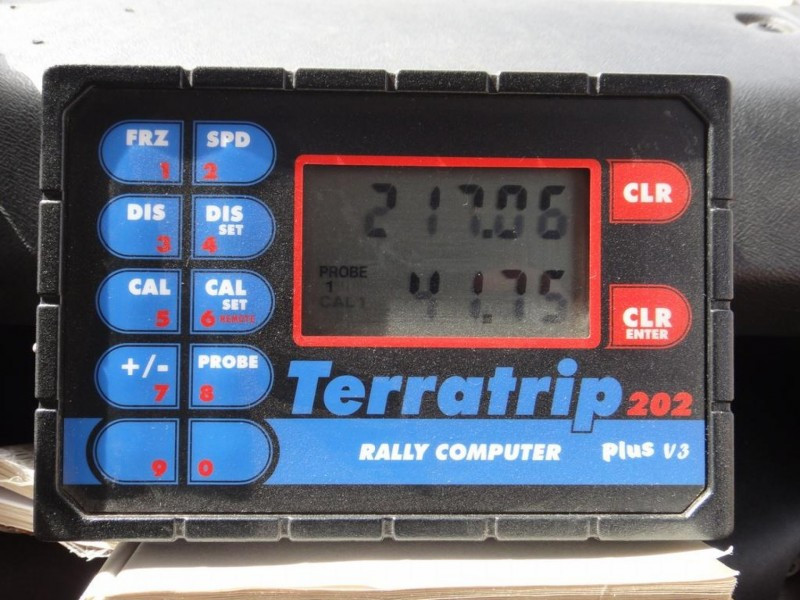 FRZ 1
SPD 2
DIS 3
DIS SET 4
CAL 5
CAL SET 6 REMOTE
+/- 7
PROBE 8
9
0
217.06
PROBE
1
CAL 1
41.75
CLR
CLR
ENTER
Terratrip 202
RALLY COMPUTER plus V3